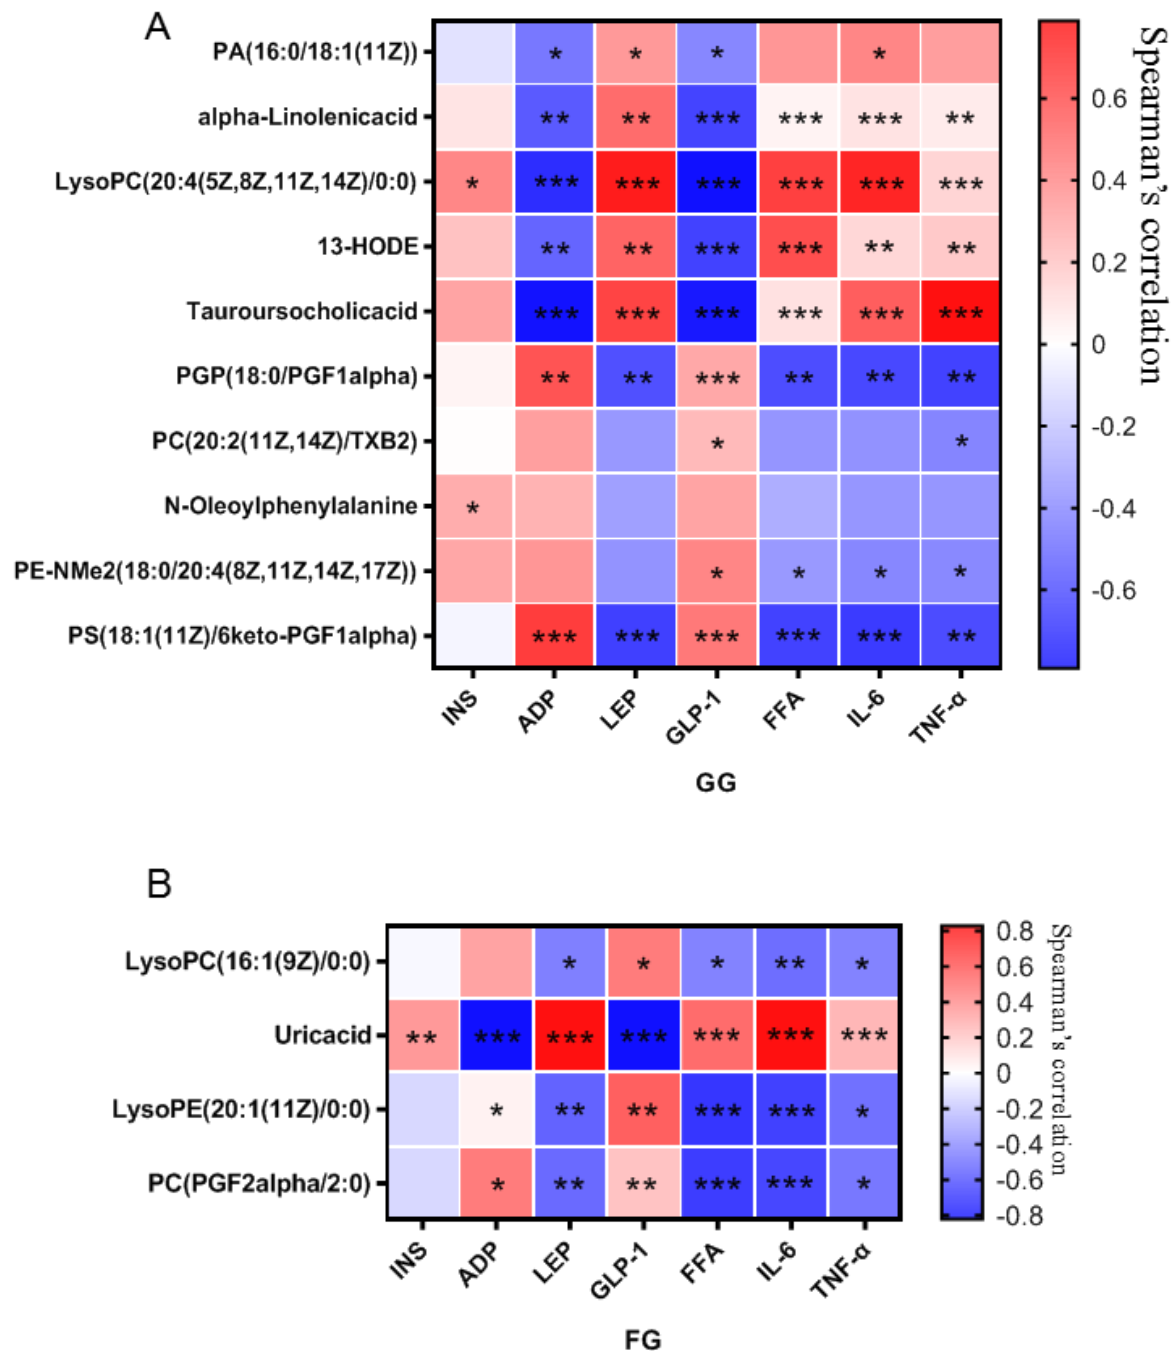 A
PA(16:0/18:1(11Z)) * * * *
alpha-Linolenicacid ** ** *** *** *** **
LysoPC(20:4(5Z,8Z,11Z,14Z)/0:0) * *** *** *** *** *** ***
13-HODE ** ** *** *** ** **
Tauroursocholicacid *** *** *** *** *** ***
PGP(18:0/PGF1alpha) ** ** *** ** ** **
PC(20:2(11Z,14Z)/TXB2) * *
N-Oleoylphenylalanine *
PE-NMe2(18:0/20:4(8Z,11Z,14Z,17Z)) * * * *
PS(18:1(11Z)/6keto-PGF1alpha) *** *** *** *** *** **
INS ADP LEP GLP-1 FFA IL-6 TNF-α
GG
0.6
0.4
0.2
0
-0.2
-0.4
-0.6
Spearman’s correlation
B
LysoPC(16:1(9Z)/0:0) * * * ** *
Uricacid ** *** *** *** *** *** ***
LysoPE(20:1(11Z)/0:0) * ** ** *** *** *
PC(PGF2alpha/2:0) * ** ** *** *** *
INS ADP LEP GLP-1 FFA IL-6 TNF-α
FG
0.8
0.6
0.4
0.2
0
-0.2
-0.4
-0.6
-0.8
Spearman’s correlation